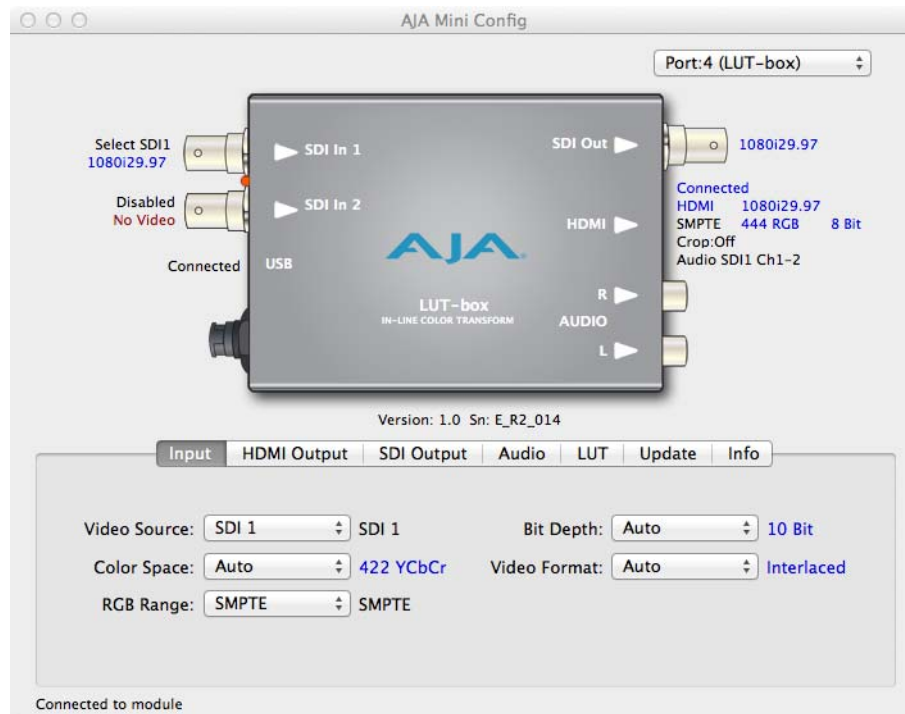 AJA Mini Config
Port:4 (LUT-box)
Select SDI1
1080i29.97
SDI In 1
SDI Out
1080i29.97
Disabled
No Video
SDI In 2
Connected
HDMI 1080i29.97
SMPTE 444 RGB 8 Bit
Crop:Off
Audio SDI1 Ch1-2
HDMI
Connected
USB
AJA
LUT-box
IN-LINE COLOR TRANSFORM
R
AUDIO
L
Version: 1.0 Sn: E_R2_014
Input HDMI Output SDI Output Audio LUT Update Info
Video Source: SDI 1 SDI 1 Bit Depth: Auto 10 Bit
Color Space: Auto 422 YCbCr Video Format: Auto Interlaced
RGB Range: SMPTE SMPTE
Connected to module